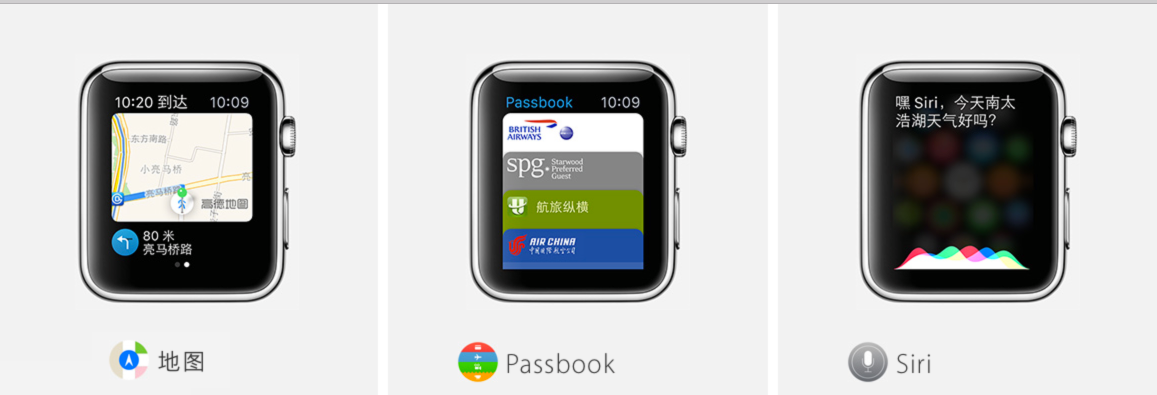 10:20 到达 10:09
东方南路
小亮马桥
亮马桥路
亮
高德地图
80 米
亮马桥路
地图
Passbook 10:09
BRITISH
AIRWAYS
spg. Starwood
Preferred
Guest
航旅纵横
AIR CHINA
中国国际航空公司
Passbook
嘿 Siri，今天南太
浩湖天气好吗？
Siri